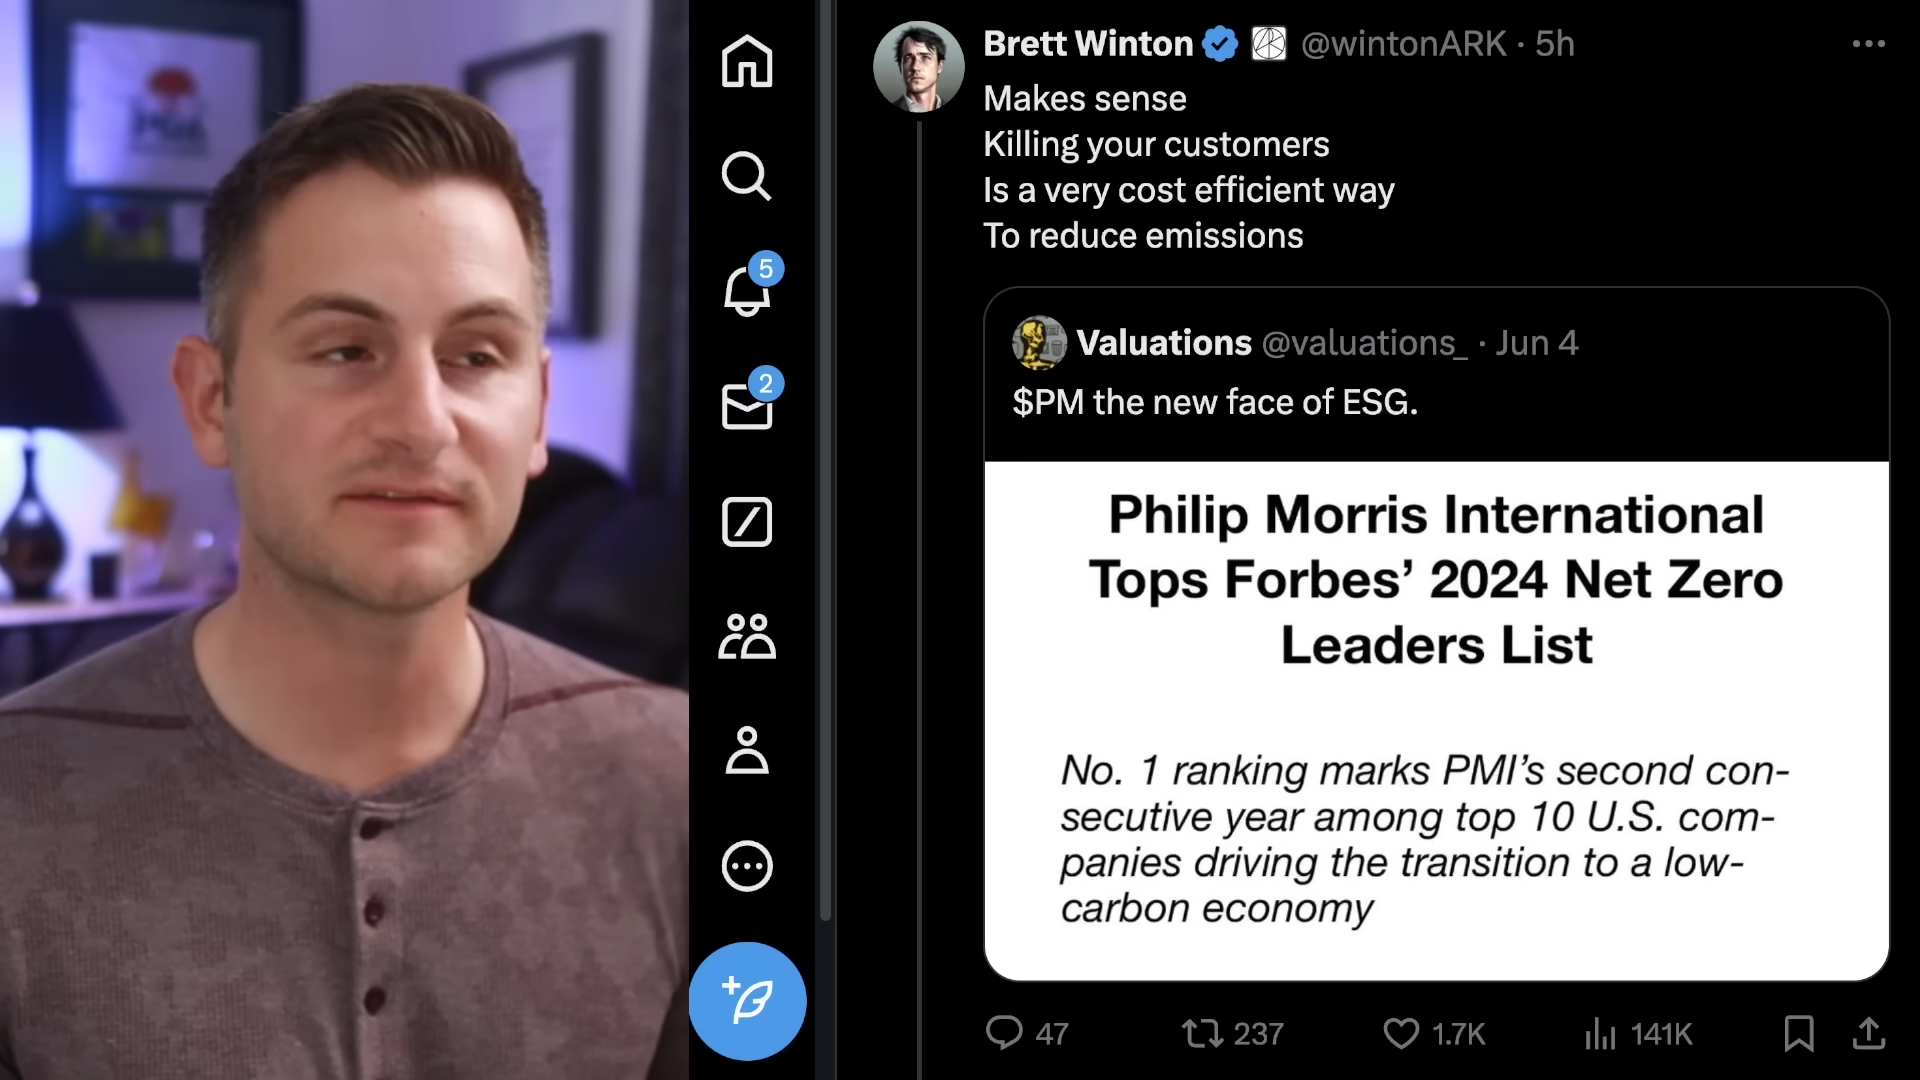 Brett Winton @wintonARK · 5h
Makes sense
Killing your customers
Is a very cost efficient way
To reduce emissions
5
2
Valuations @valuations_ · Jun 4
$PM the new face of ESG.
Philip Morris International
Tops Forbes’ 2024 Net Zero
Leaders List
No. 1 ranking marks PMI’s second con-
secutive year among top 10 U.S. com-
panies driving the transition to a low-
carbon economy
47 237 1.7K 141K